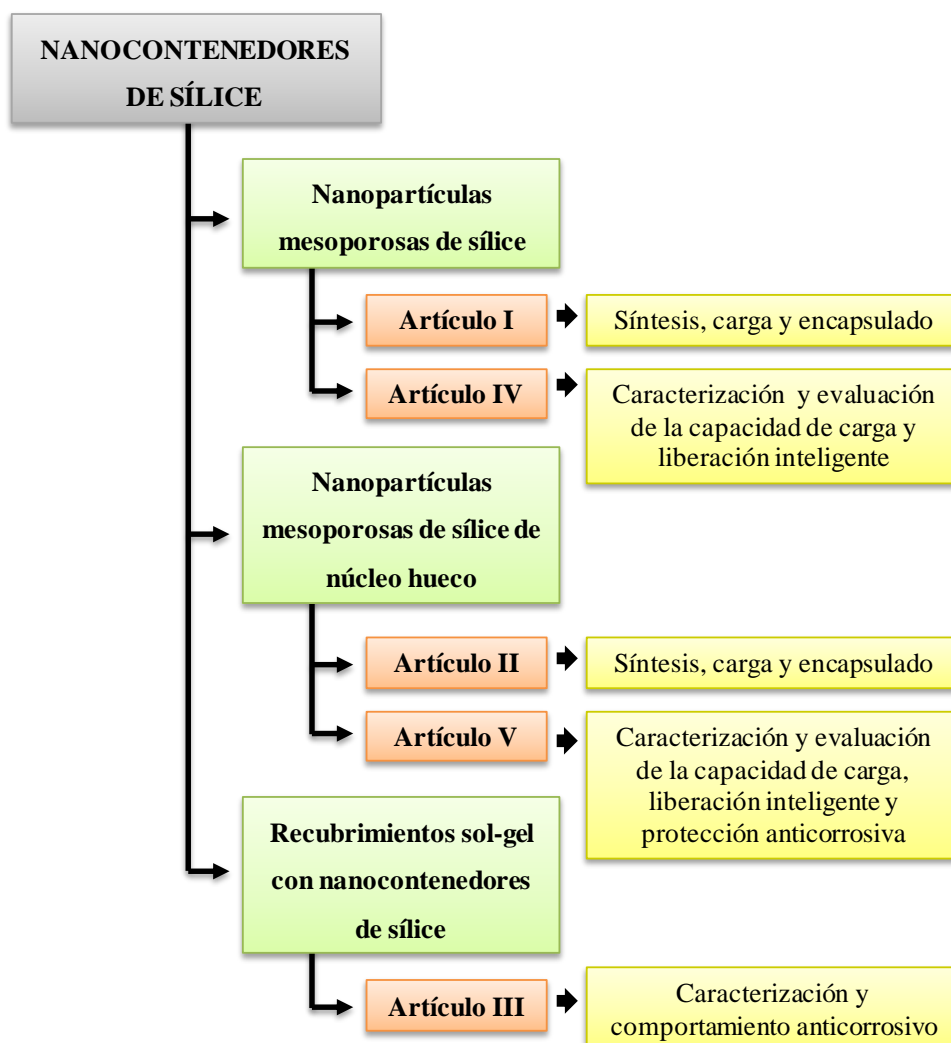 NANOCONTENEDORES
DE SÍLICE
Nanopartículas
mesoporosas de sílice
Artículo I
Síntesis, carga y encapsulado
Artículo IV
Caracterización y evaluación
de la capacidad de carga y
liberación inteligente
Nanopartículas
mesoporosas de sílice de
núcleo hueco
Artículo II
Síntesis, carga y encapsulado
Artículo V
Caracterización y evaluación
de la capacidad de carga,
liberación inteligente y
protección anticorrosiva
Recubrimientos sol-gel
con nanocontenedores
de sílice
Artículo III
Caracterización y
comportamiento anticorrosivo